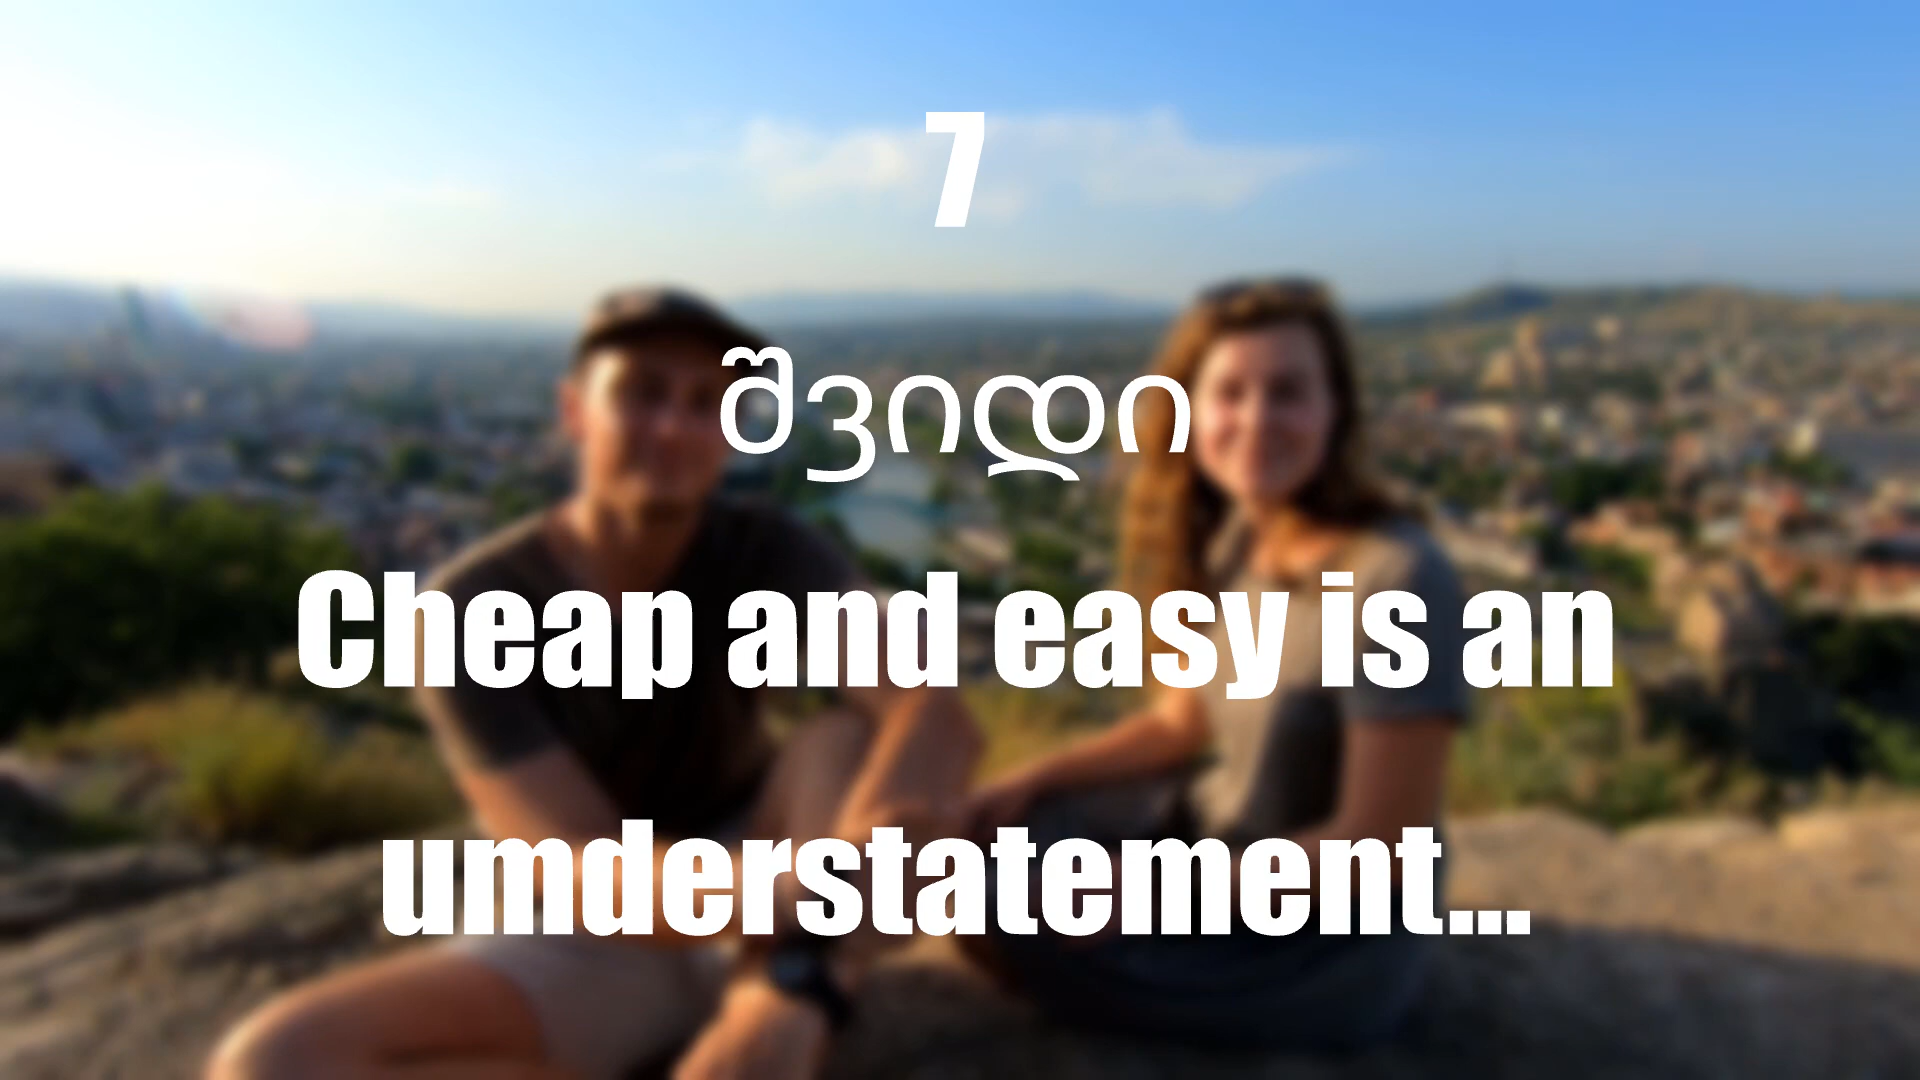 7
შვიდი
Cheap and easy is an
umderstatement...